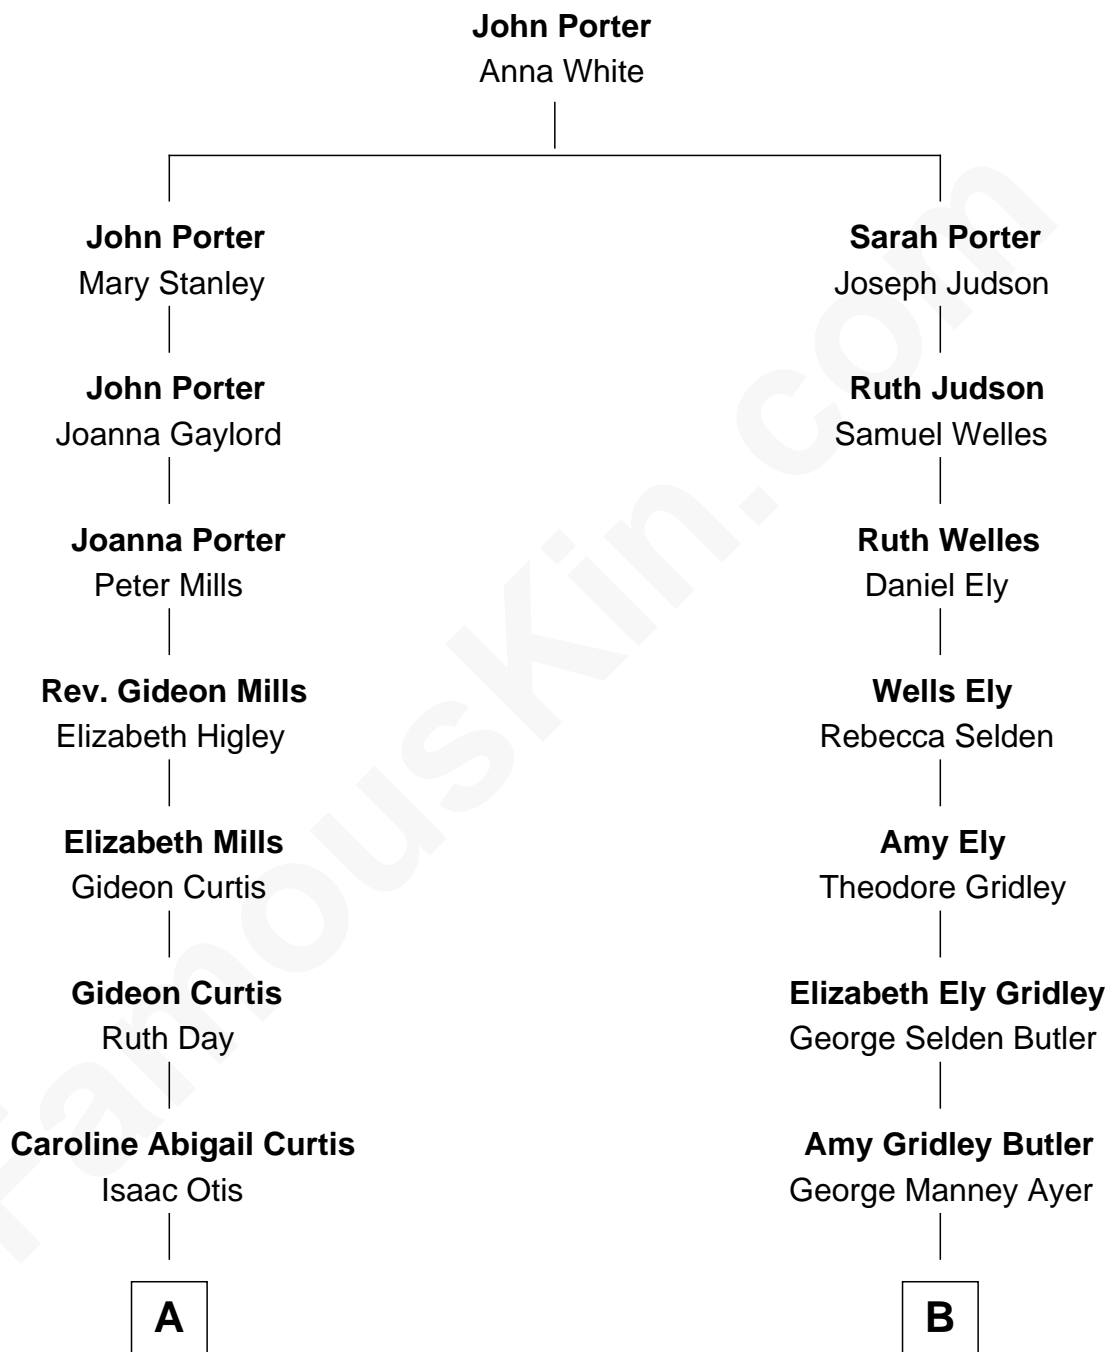 John Porter
Anna White
John Porter
Mary Stanley
Sarah Porter
Joseph Judson
John Porter
Joanna Gaylord
Ruth Judson
Samuel Welles
Joanna Porter
Peter Mills
Ruth Welles
Daniel Ely
Rev. Gideon Mills
Elizabeth Higley
Wells Ely
Rebecca Selden
Elizabeth Mills
Gideon Curtis
Amy Ely
Theodore Gridley
Gideon Curtis
Ruth Day
Elizabeth Ely Gridley
George Selden Butler
Caroline Abigail Curtis
Isaac Otis
Amy Gridley Butler
George Manney Ayer
A
B
FamousKin.com